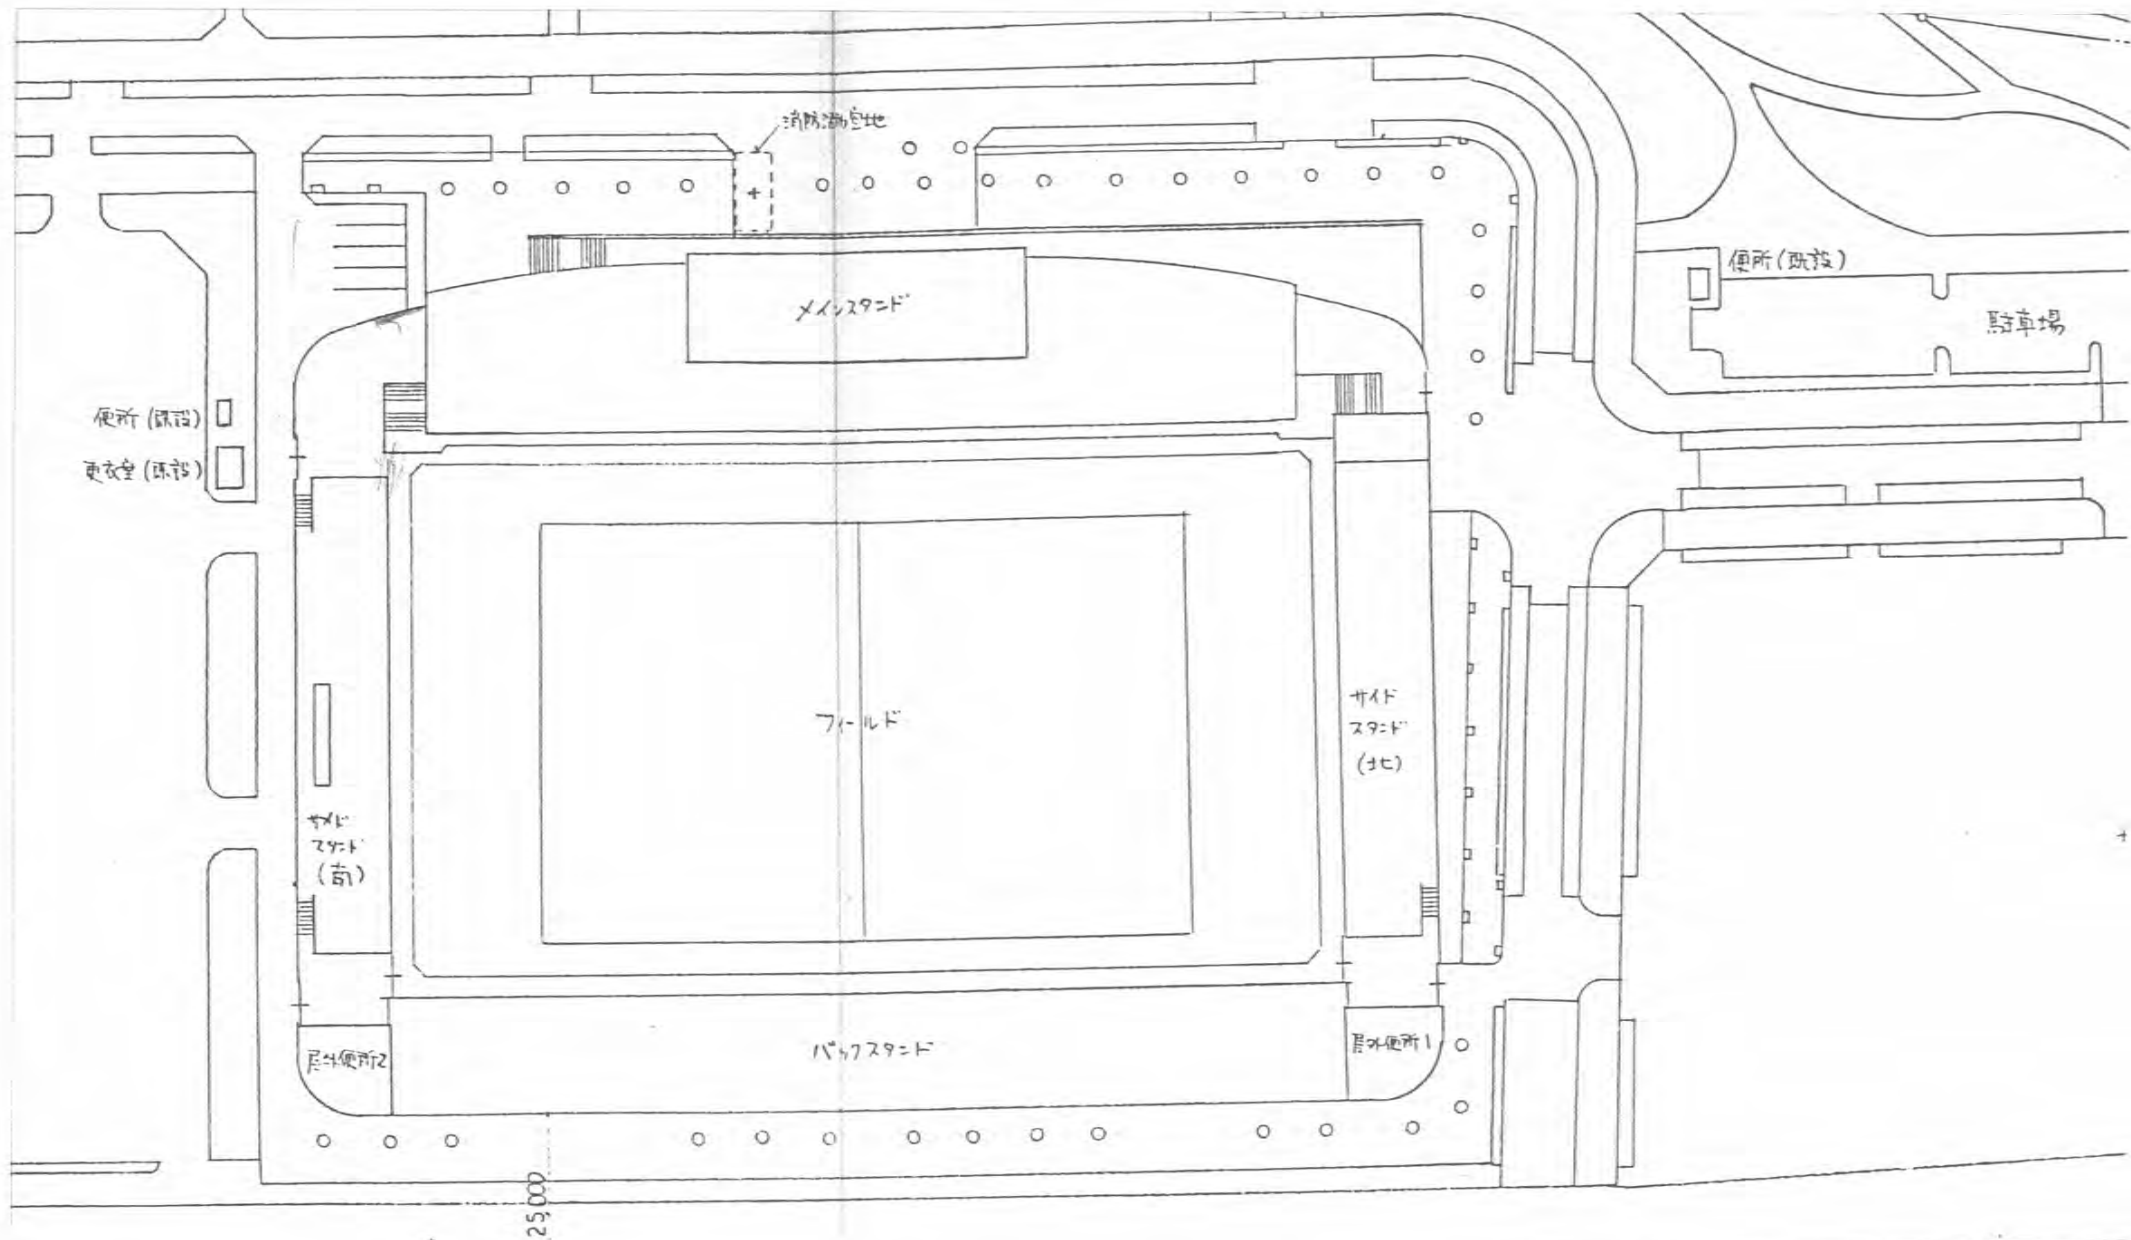 消防活動空地
便所(既設)
メインスタンド
駐車場
便所(既設)
更衣室(既設)
サイド
スタンド
(北)
フィールド
サイド
スタンド
(南)
バックスタンド
屋外便所1
屋外便所2
25,000